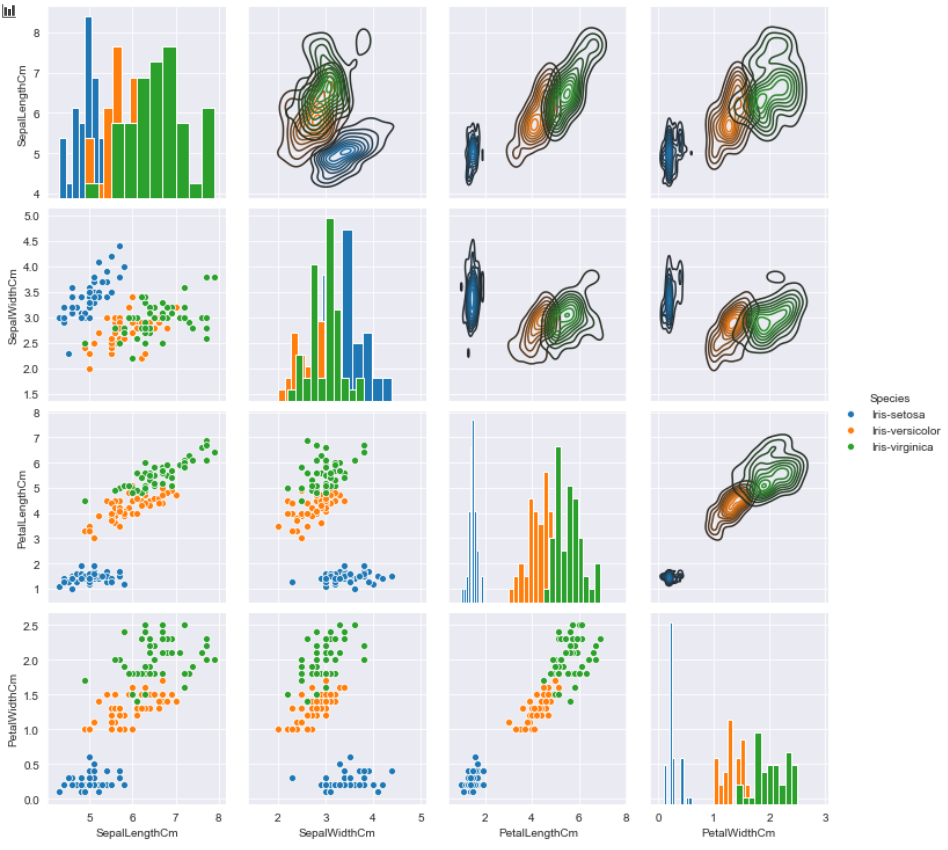 SepalLengthCm
8
7
6
5
4
SepalWidthCm
5.0
4.5
4.0
3.5
3.0
2.5
2.0
1.5
Species
Iris-setosa
Iris-versicolor
Iris-virginica
PetalLengthCm
8
7
6
5
4
3
2
1
PetalWidthCm
2.5
2.0
1.5
1.0
0.5
0.0
5 6 7 8
2 3 4 5
2 4 6 8
0 1 2 3
SepalLengthCm SepalWidthCm PetalLengthCm PetalWidthCm